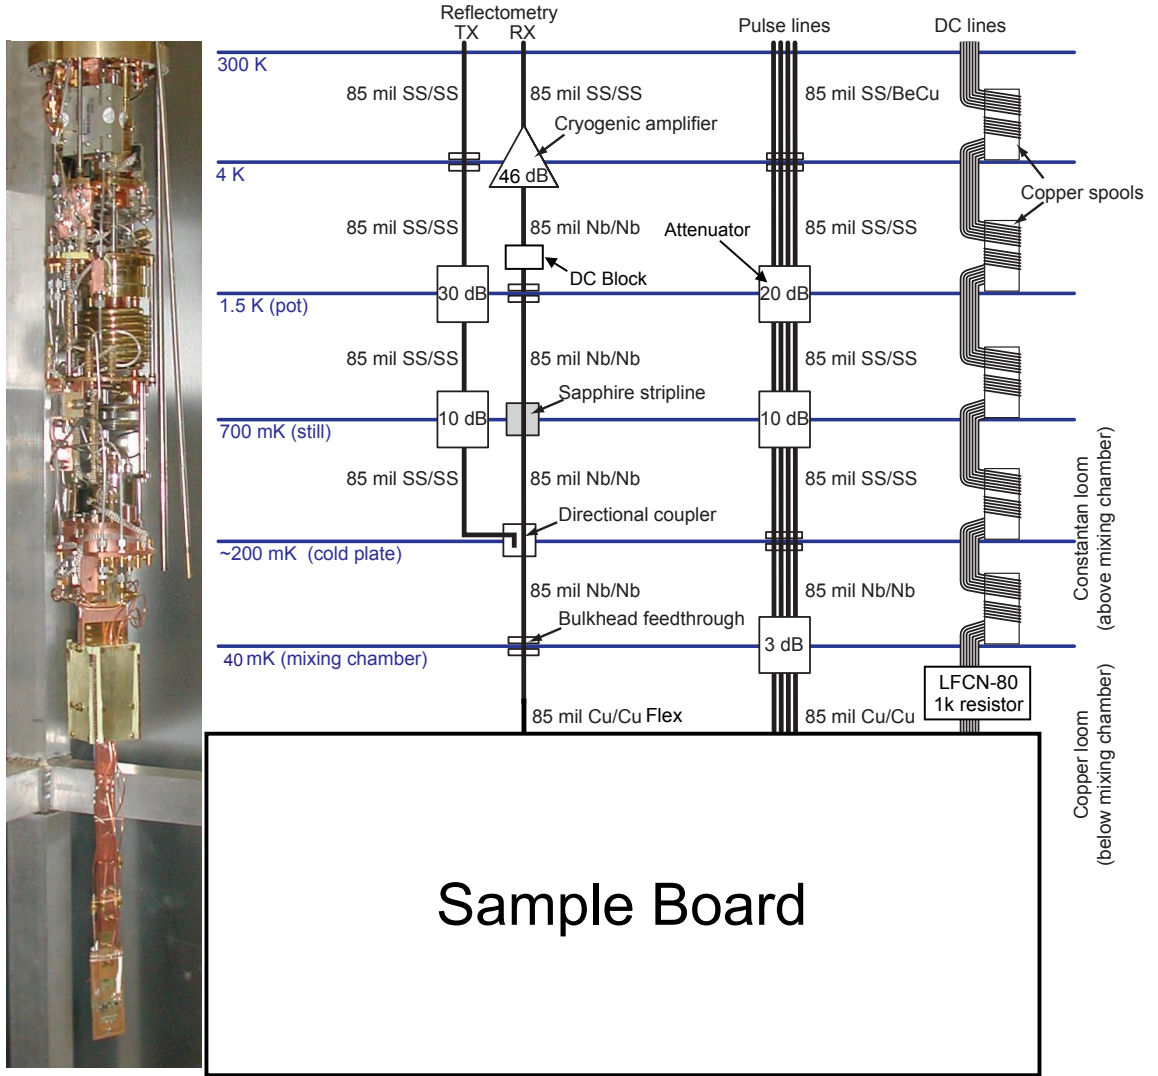 Reflectometry
TX RX
Pulse lines
DC lines
300 K
85 mil SS/SS
85 mil SS/SS
85 mil SS/BeCu
Cryogenic amplifier
46 dB
4 K
Copper spools
85 mil SS/SS
85 mil Nb/Nb
Attenuator
85 mil SS/SS
DC Block
30 dB
20 dB
1.5 K (pot)
85 mil SS/SS
85 mil Nb/Nb
85 mil SS/SS
Sapphire stripline
10 dB
10 dB
700 mK (still)
85 mil SS/SS
85 mil Nb/Nb
85 mil SS/SS
Directional coupler
~200 mK (cold plate)
Constantan loom
(above mixing chamber)
85 mil Nb/Nb
85 mil Nb/Nb
Bulkhead feedthrough
3 dB
40 mK (mixing chamber)
LFCN-80
1k resistor
85 mil Cu/Cu Flex
85 mil Cu/Cu
Copper loom
(below mixing chamber)
Sample Board